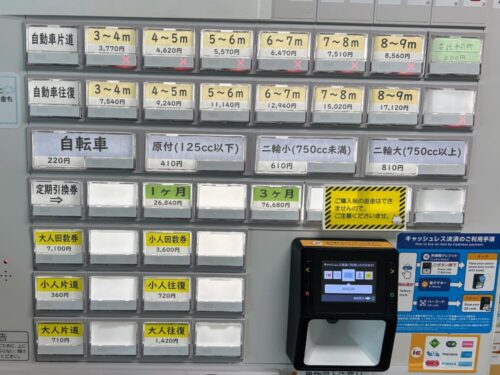 自動車片道
3～4m
3,770円
4～5m
4,620円
5～6m
5,570円
6～7m
6,470円
7～8m
7,510円
8～9m
8,560円
自動車往復
3～4m
7,540円
4～5m
9,240円
5～6m
11,140円
6～7m
12,940円
7～8m
15,020円
8～9m
17,120円
自転車
220円
原付(125cc以下)
410円
二輪小(750cc未満)
610円
二輪大(750cc以上)
810円
定期引換券
⇒
1ヶ月
26,840円
3ヶ月
76,680円
ご購入後の返金はでき
ませんので、
ご注意くださいませ。
大人回数券
7,100円
小人回数券
3,600円
小人片道
360円
小人往復
720円
大人片道
710円
大人往復
1,420円
キャッシュレス決済のご利用手順